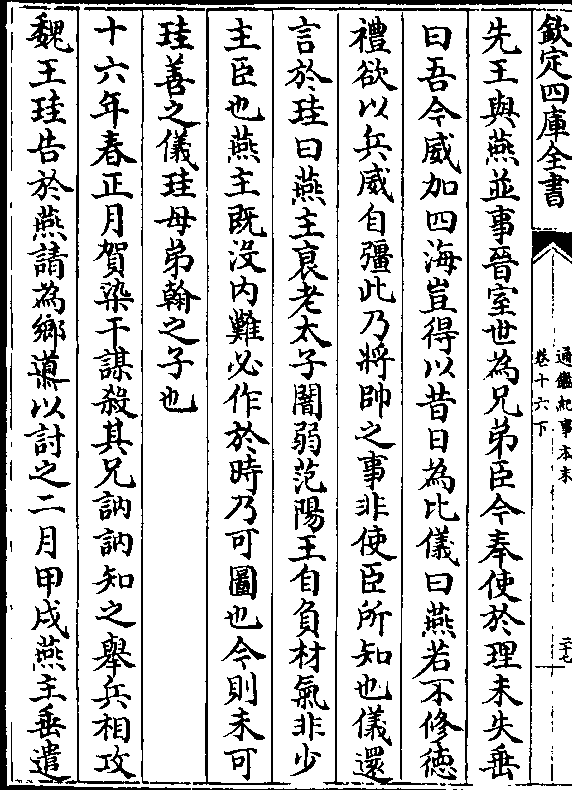 欽定四庫全書
通鑑紀事本末
卷十六下
二十七
先王與燕並事晉室世為兄弟臣今奉使於理未失垂
曰吾今威加四海豈得以昔日為比儀曰燕若不修德
禮欲以兵威自彊此乃將帥之事非使臣所知也儀還
言於珪曰燕主衰老太子闇弱范陽王自負材氣非少
主臣也燕主既没内難必作於時乃可圖也今則未可
珪善之儀珪母弟翰之子也
十六年春正月賀染干謀殺其兄訥訥知之舉兵相攻
魏王珪告於燕請為鄉導以討之二月甲戌燕主垂遣